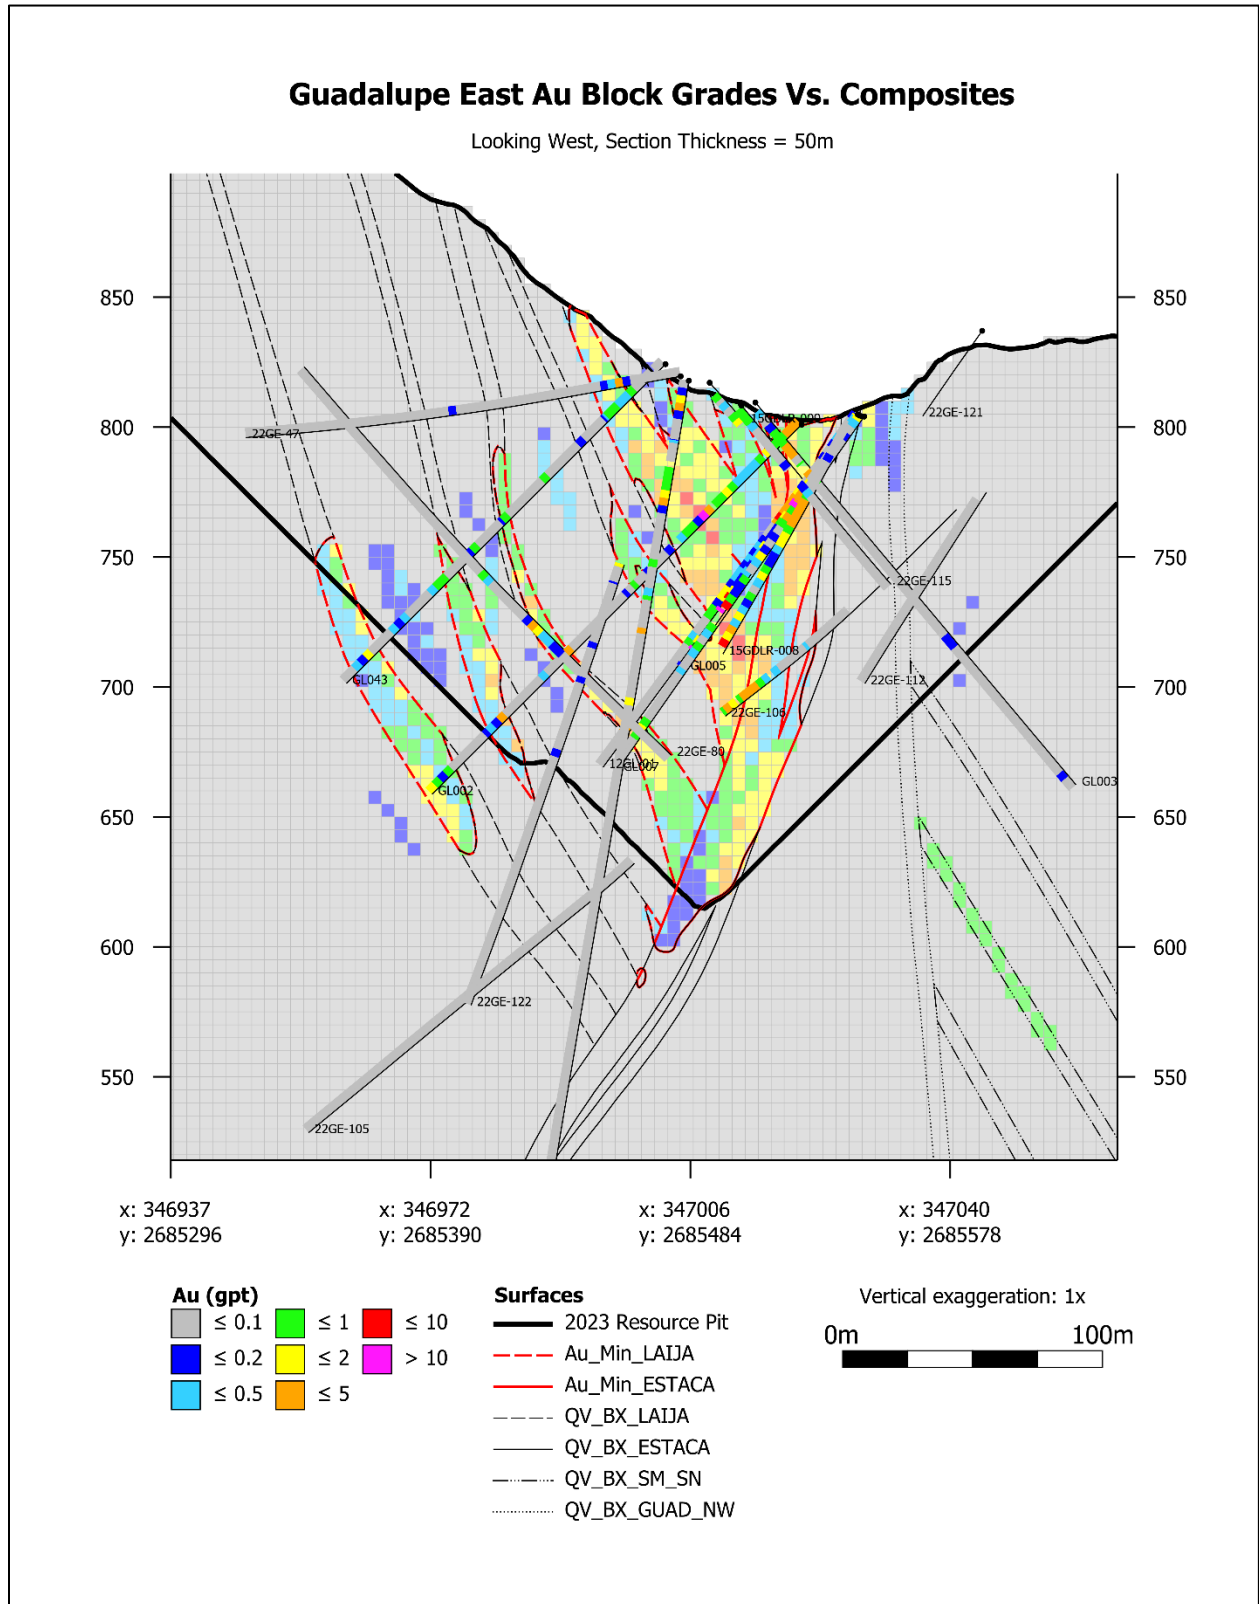 Guadalupe East Au Block Grades Vs. Composites
Looking West, Section Thickness = 50m
850 850
800 800
750 750
700 700
650 650
600 600
550 550
15GDLR-009
22GE-121
22GE-47
22GE-115
15GDLR-008
GL005
GL043
22GE-112
22GE-106
22GE-80
GL007
GL002
GL003
22GE-122
22GE-105
x: 346937 x: 346972 x: 347006 x: 347040
y: 2685296 y: 2685390 y: 2685484 y: 2685578
Au (gpt)
≤ 0.1 ≤ 1 ≤ 10
≤ 0.2 ≤ 2 > 10
≤ 0.5 ≤ 5
Surfaces
2023 Resource Pit
Au_Min_LAIJA
Au_Min_ESTACA
QV_BX_LAIJA
QV_BX_ESTACA
QV_BX_SM_SN
QV_BX_GUAD_NW
Vertical exaggeration: 1x
0m 100m